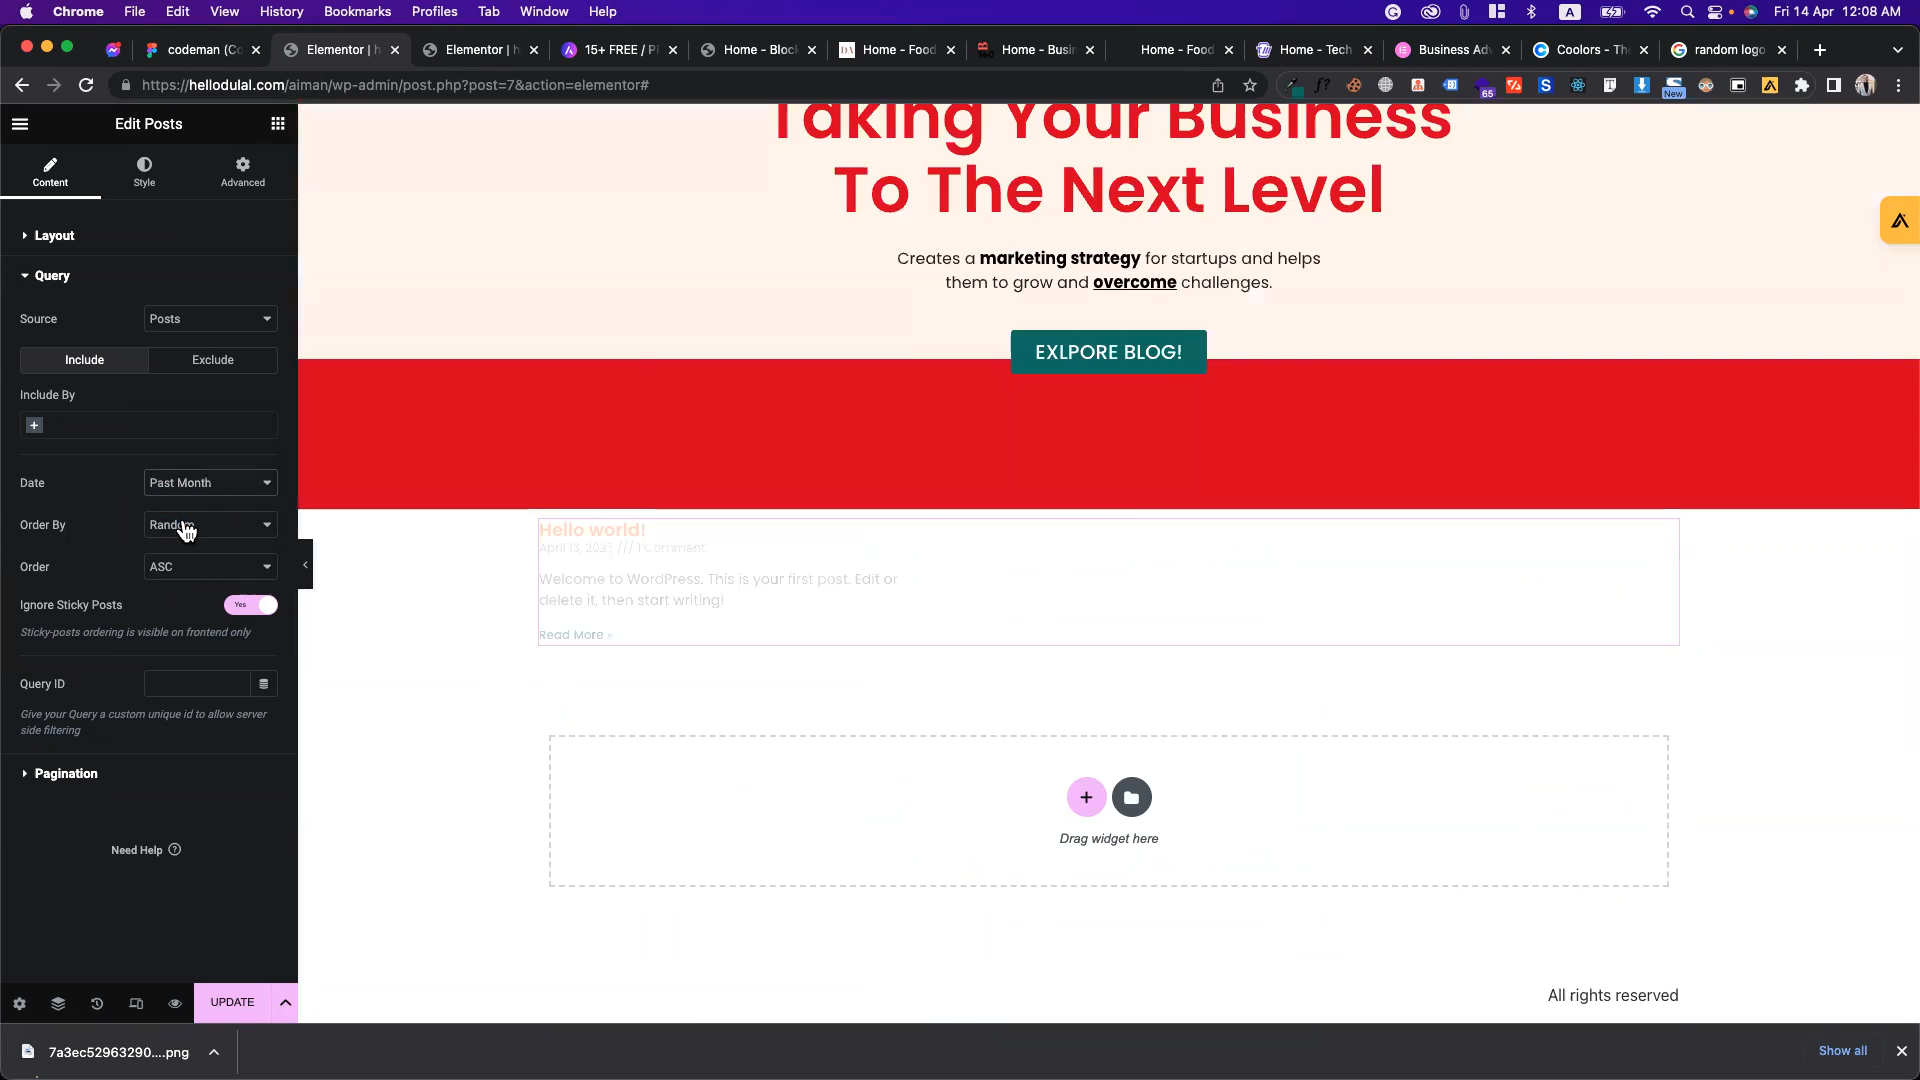 Chrome File Edit View History Bookmarks Profiles Tab Window Help
A
Fri 14 Apr 12:08 AM
codeman (Co
Elementor | h
Elementor | h
15+ FREE / P
Home - Bloc
Home - Food
Home - Busin
Home - Food
Home - Tech
Business Adv
Coolors - The
random logo
https://hellodulal.com/aiman/wp-admin/post.php?post=7&action=elementor#
65
New
Edit Posts
Content
Style
Advanced
Layout
Query
Source
Posts
Include
Exclude
Include By
Date
Past Month
Order By
Random
Order
ASC
Ignore Sticky Posts
Yes
Sticky-posts ordering is visible on frontend only
Query ID
Give your Query a custom unique id to allow server
side filtering
Pagination
Need Help
UPDATE
Taking Your Business
To The Next Level
Creates a marketing strategy for startups and helps
them to grow and overcome challenges.
EXLPORE BLOG!
Hello world!
April 13, 2023 /// 1 Comment
Welcome to WordPress. This is your first post. Edit or
delete it, then start writing!
Read More »
Drag widget here
All rights reserved
7a3ec52963290....png
Show all